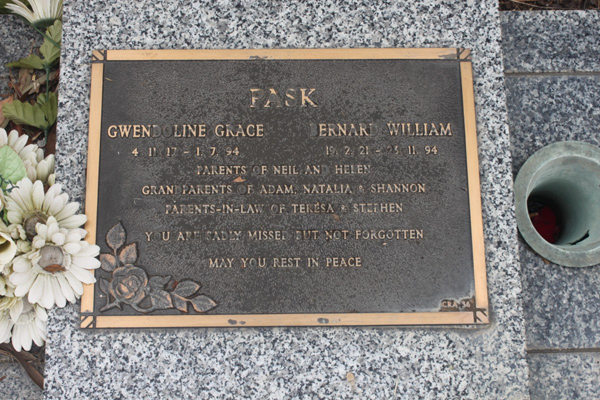 PASK
GWENDOLINE GRACE BERNARD WILLIAM
4. 11. 17 - 1. 7. 94 19. 2. 21 - 23. 11. 94
PARENTS OF NEIL AND HELEN
GRANDPARENTS OF ADAM, NATALIA & SHANNON
PARENTS-IN-LAW OF TERESA & STEPHEN
YOU ARE SADLY MISSED BUT NOT FORGOTTEN
MAY YOU REST IN PEACE